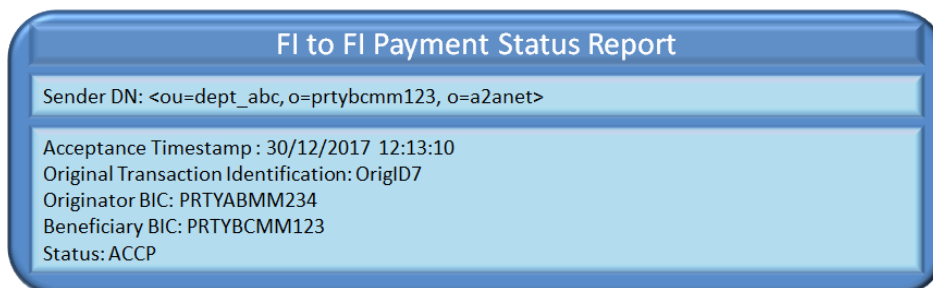 FI to FI Payment Status Report
Sender DN: <ou=dept_abc, o=prtybcmm123, o=a2anet>
Acceptance Timestamp : 30/12/2017 12:13:10
Original Transaction Identification: OrigID7
Originator BIC: PRTYABMM234
Beneficiary BIC: PRTYBCMM123
Status: ACCP